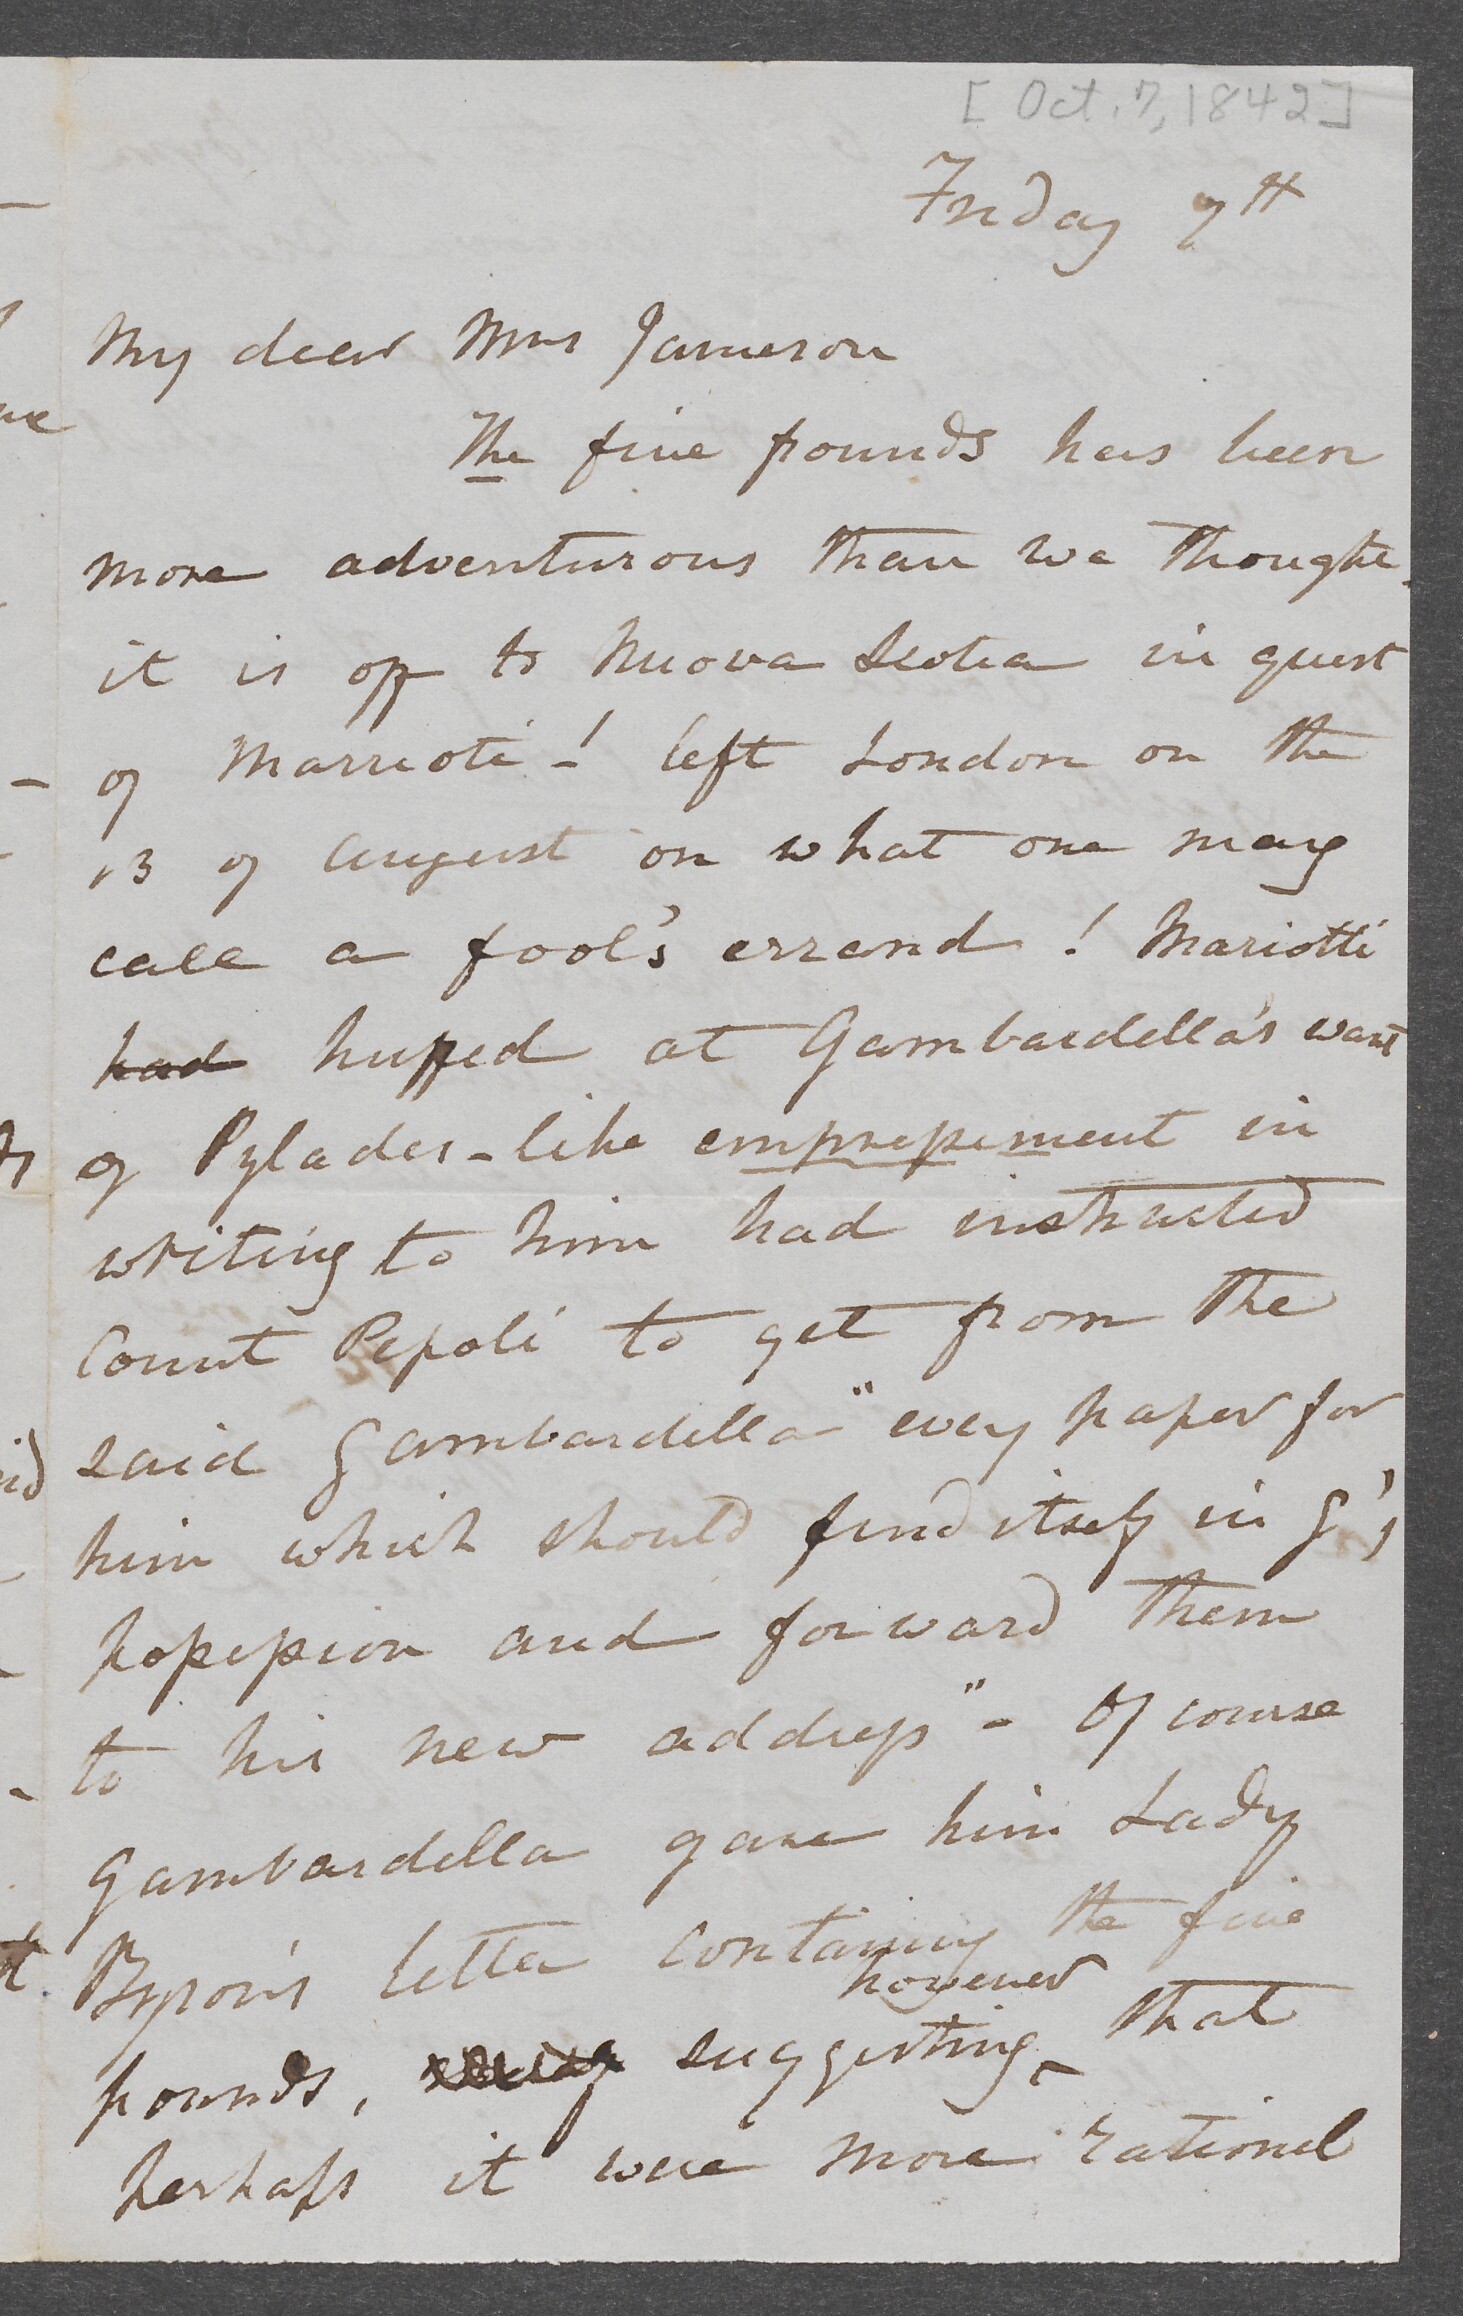 [Oct. 7, 1842]
Friday 7th
My dear Mrs Jameson
The five pounds has been
more adventurous than we thought.
it is off to Nuova Scotia in quest
of Marrioti - ! left London on the
13 of August on what one may
call a fool's errand ! Mariotti
had huffed at Gambardella's want
of Pylades-like empressement in
writing to him had instructed
Count Pepoli to get from the
said Gambardella "every paper for
him which should find itself in G's
possession and forward them
to his new address" - Of course
Gambardella gave him Lady
Byron's letter containing the five
pounds, suggesting however that
perhaps it were more rational